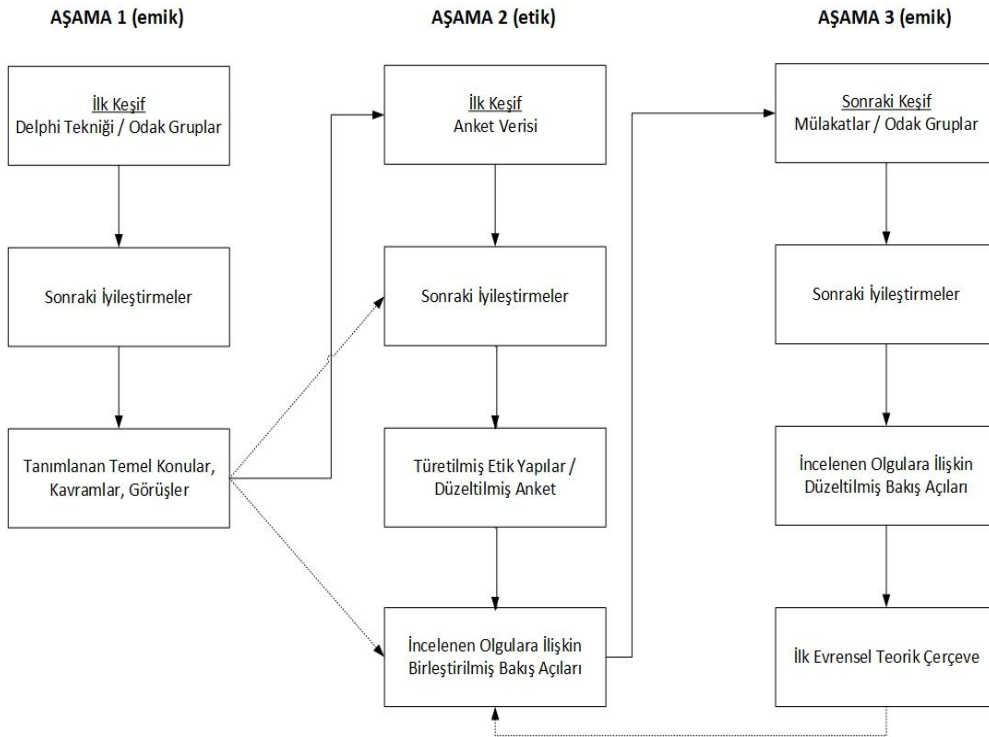 AŞAMA 1 (emik)
İlk Keşif
Delphi Tekniği / Odak Gruplar
Sonraki İyileştirmeler
Tanımlanan Temel Konular,
Kavramlar, Görüşler
AŞAMA 2 (etik)
İlk Keşif
Anket Verisi
Sonraki İyileştirmeler
Türetilmiş Etik Yapılar /
Düzeltilmiş Anket
İncelenen Olgulara İlişkin
Birleştirilmiş Bakış Açıları
AŞAMA 3 (emik)
Sonraki Keşif
Mülakatlar / Odak Gruplar
Sonraki İyileştirmeler
İncelenen Olgulara İlişkin
Düzeltilmiş Bakış Açıları
İlk Evrensel Teorik Çerçeve